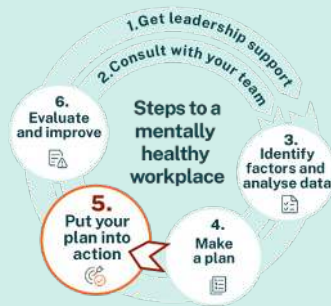 1.Get leadership support
2.Consult with your team
Steps to a
mentally
healthy
workplace
3.
Identify
factors and
analyse data
4.
Make
a plan
5.
Put your
plan into
action
6.
Evaluate
and improve